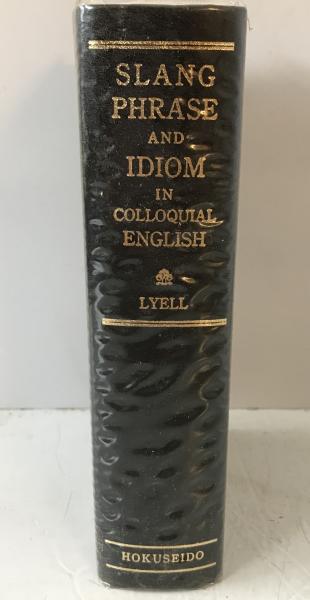 SLANG
PHRASE
AND
IDIOM
IN
COLLOQUIAL
ENGLISH
LYELL
HOKUSEIDO